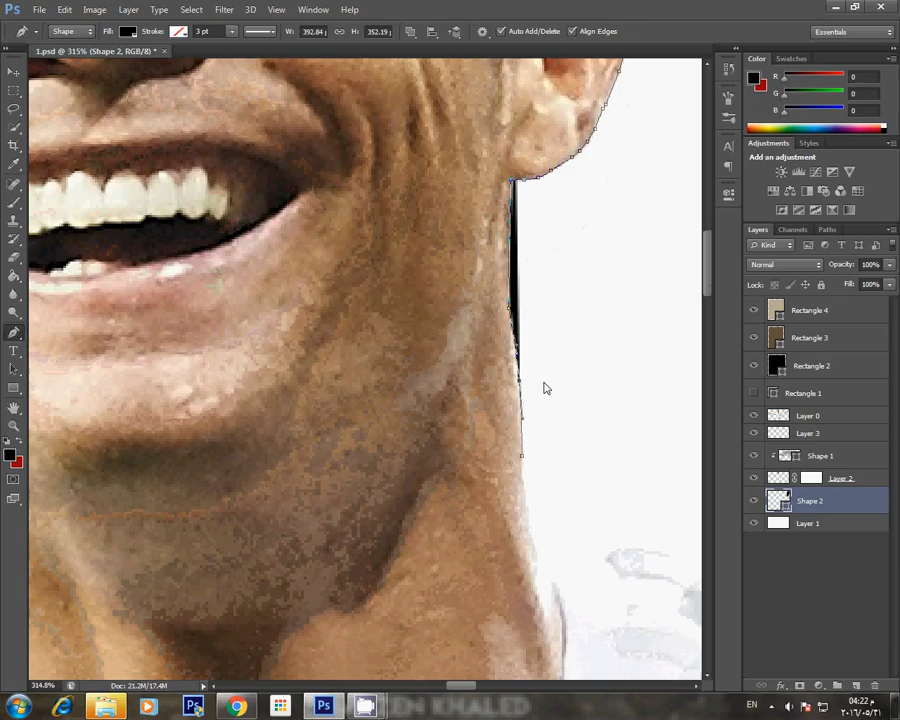 Ps File Edit Image Layer Type Select Filter 3D View Window Help
Shape Fill: Stroke: 3 pt W: 392.84 H: 352.19 Auto Add/Delete Align Edges Essentials
1.psd @ 315% (Shape 2, RGB/8) * ×
Color Swatches
R 0
G 0
B 0
Adjustments Styles
Add an adjustment
Layers Channels Paths
Kind
Normal Opacity: 100%
Lock: Fill: 100%
Rectangle 4
Rectangle 3
Rectangle 2
Rectangle 1
Layer 0
Layer 3
Shape 1
Layer 2
Shape 2
Layer 1
314.8% Doc: 21.2M/17.4M
EN 04:22 م
٢٠١٦/٠٥/٣١